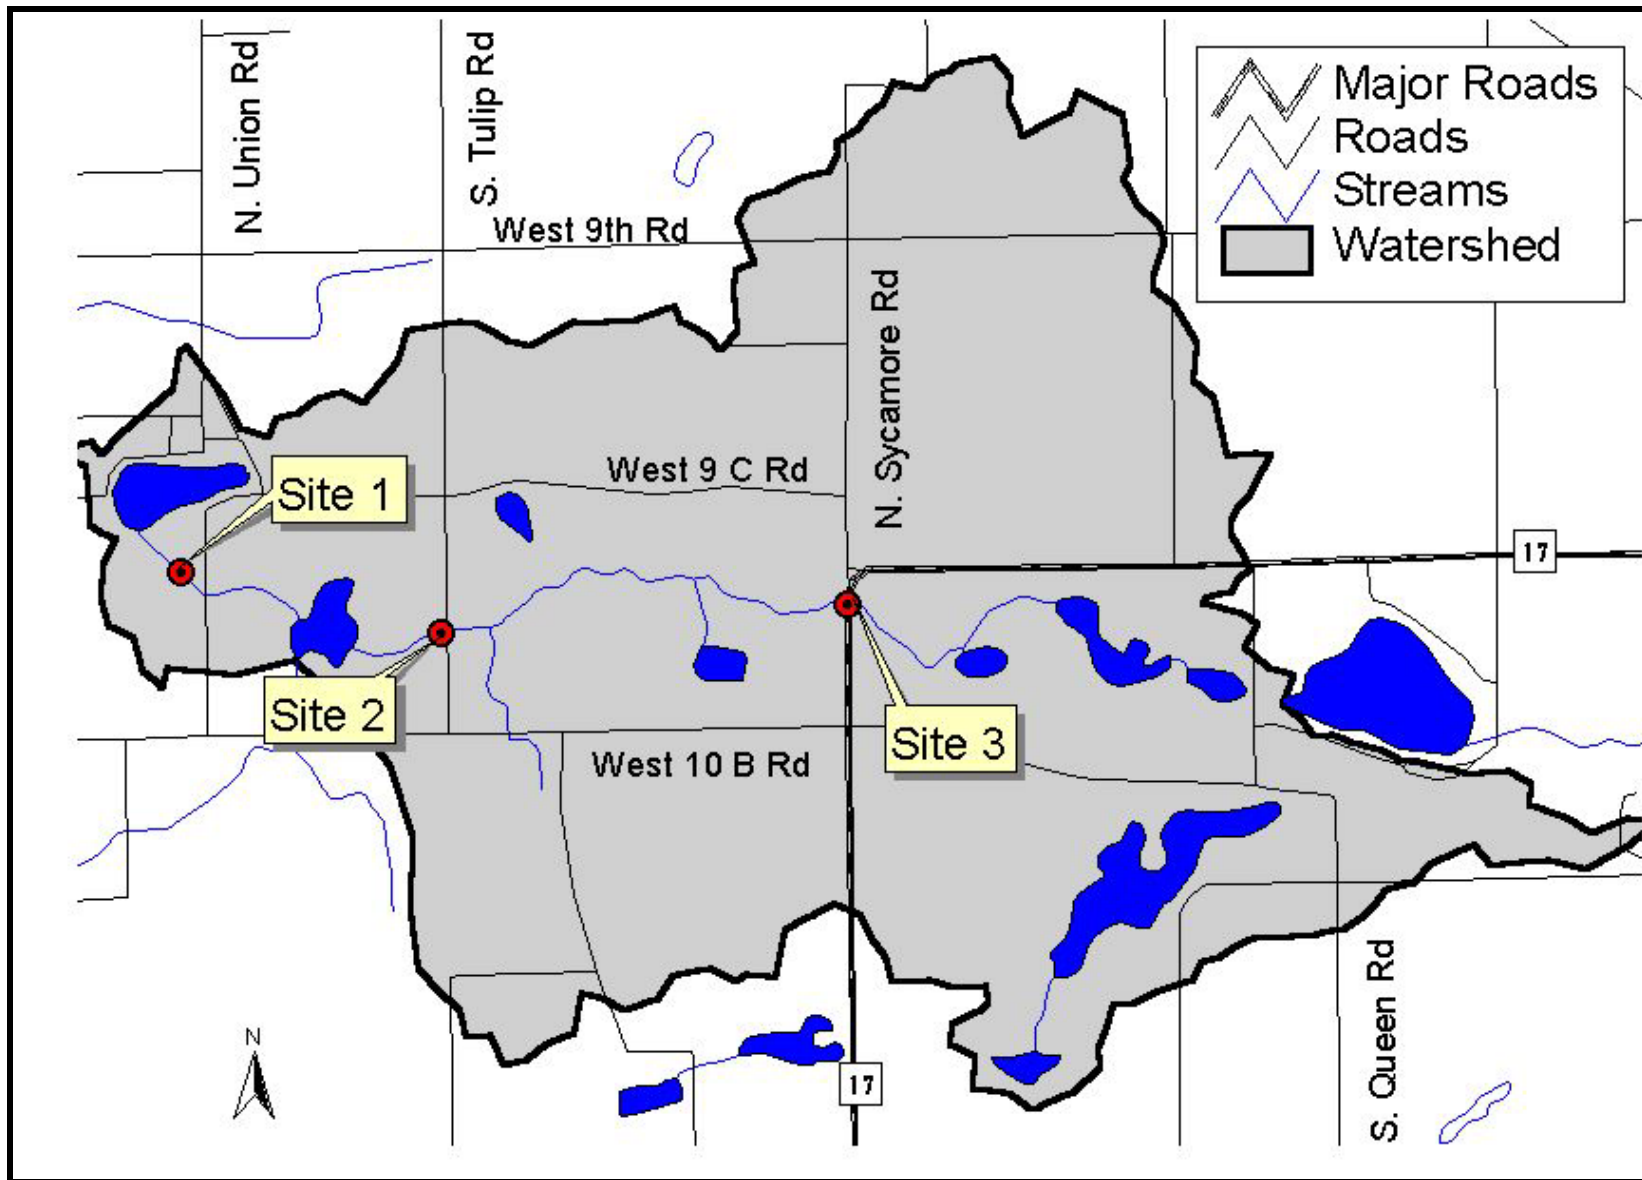 N. Union Rd
S. Tulip Rd
West 9th Rd
Major Roads
Roads
Streams
Watershed
N. Sycamore Rd
West 9 C Rd
Site 1
17
Site 2
Site 3
West 10 B Rd
S. Queen Rd
N
17